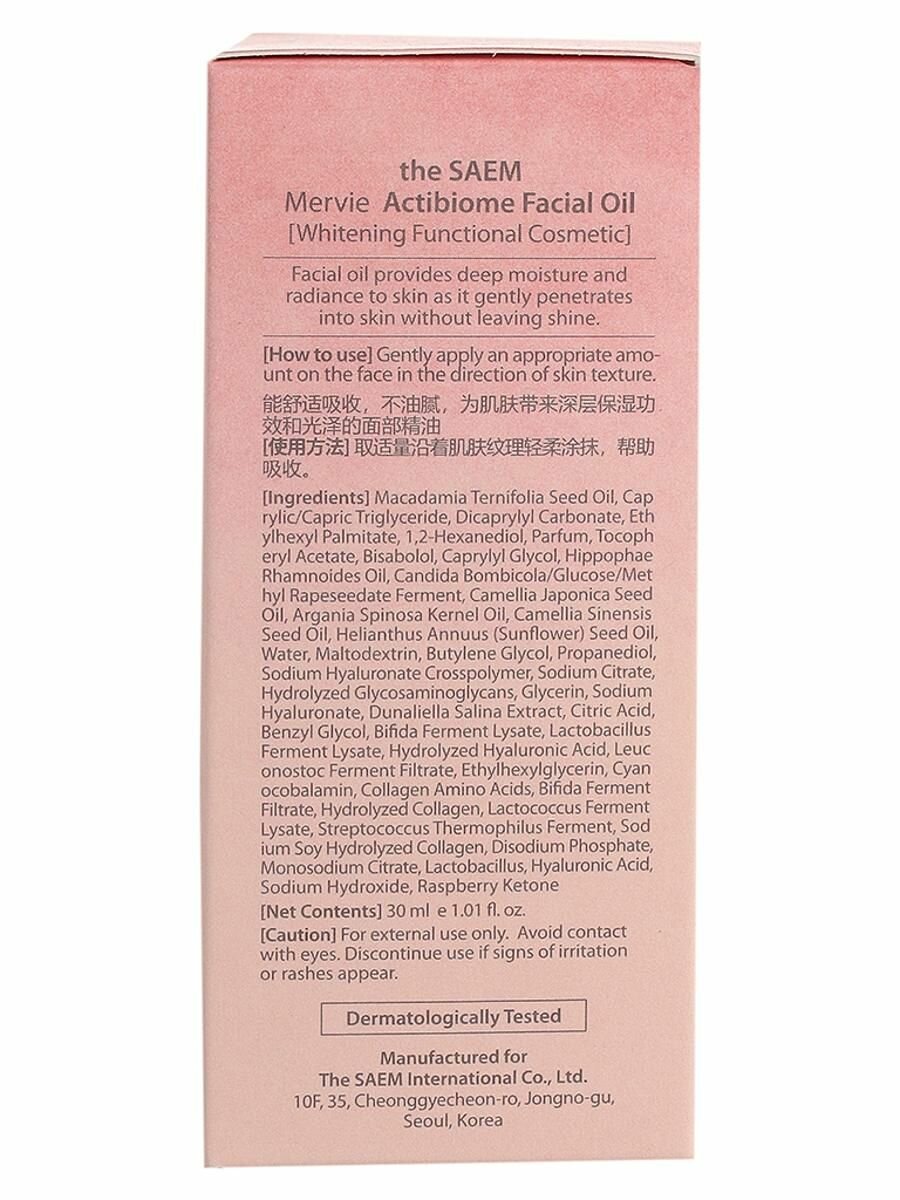 the SAEM
Mervie Actibiome Facial Oil
[Whitening Functional Cosmetic]
Facial oil provides deep moisture and
radiance to skin as it gently penetrates
into skin without leaving shine.
[How to use] Gently apply an appropriate amo-
unt on the face in the direction of skin texture.
能舒适吸收，不油腻，为肌肤带来深层保湿功
效和光泽的面部精油
[使用方法] 取适量沿着肌肤纹理轻柔涂抹，帮助
吸收。
[Ingredients] Macadamia Ternifolia Seed Oil, Cap
rylic/Capric Triglyceride, Dicaprylyl Carbonate, Eth
ylhexyl Palmitate, 1,2-Hexanediol, Parfum, Tocoph
eryl Acetate, Bisabolol, Caprylyl Glycol, Hippophae
Rhamnoides Oil, Candida Bombicola/Glucose/Met
hyl Rapeseedate Ferment, Camellia Japonica Seed
Oil, Argania Spinosa Kernel Oil, Camellia Sinensis
Seed Oil, Helianthus Annuus (Sunflower) Seed Oil,
Water, Maltodextrin, Butylene Glycol, Propanediol,
Sodium Hyaluronate Crosspolymer, Sodium Citrate,
Hydrolyzed Glycosaminoglycans, Glycerin, Sodium
Hyaluronate, Dunaliella Salina Extract, Citric Acid,
Benzyl Glycol, Bifida Ferment Lysate, Lactobacillus
Ferment Lysate, Hydrolyzed Hyaluronic Acid, Leuc
onostoc Ferment Filtrate, Ethylhexylglycerin, Cyan
ocobalamin, Collagen Amino Acids, Bifida Ferment
Filtrate, Hydrolyzed Collagen, Lactococcus Ferment
Lysate, Streptococcus Thermophilus Ferment, Sod
ium Soy Hydrolyzed Collagen, Disodium Phosphate,
Monosodium Citrate, Lactobacillus, Hyaluronic Acid,
Sodium Hydroxide, Raspberry Ketone
[Net Contents] 30 ml e 1.01 fl. oz.
[Caution] For external use only. Avoid contact
with eyes. Discontinue use if signs of irritation
or rashes appear.
Dermatologically Tested
Manufactured for
The SAEM International Co., Ltd.
10F, 35, Cheonggyecheon-ro, Jongno-gu,
Seoul, Korea